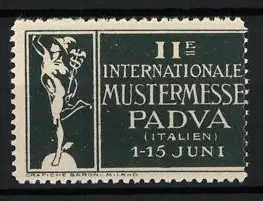 IIE
INTERNATIONALE
MUSTERMESSE
PADVA
(ITALIEN)
1-15 JUNI
GRAFICHE BARONI - MILANO